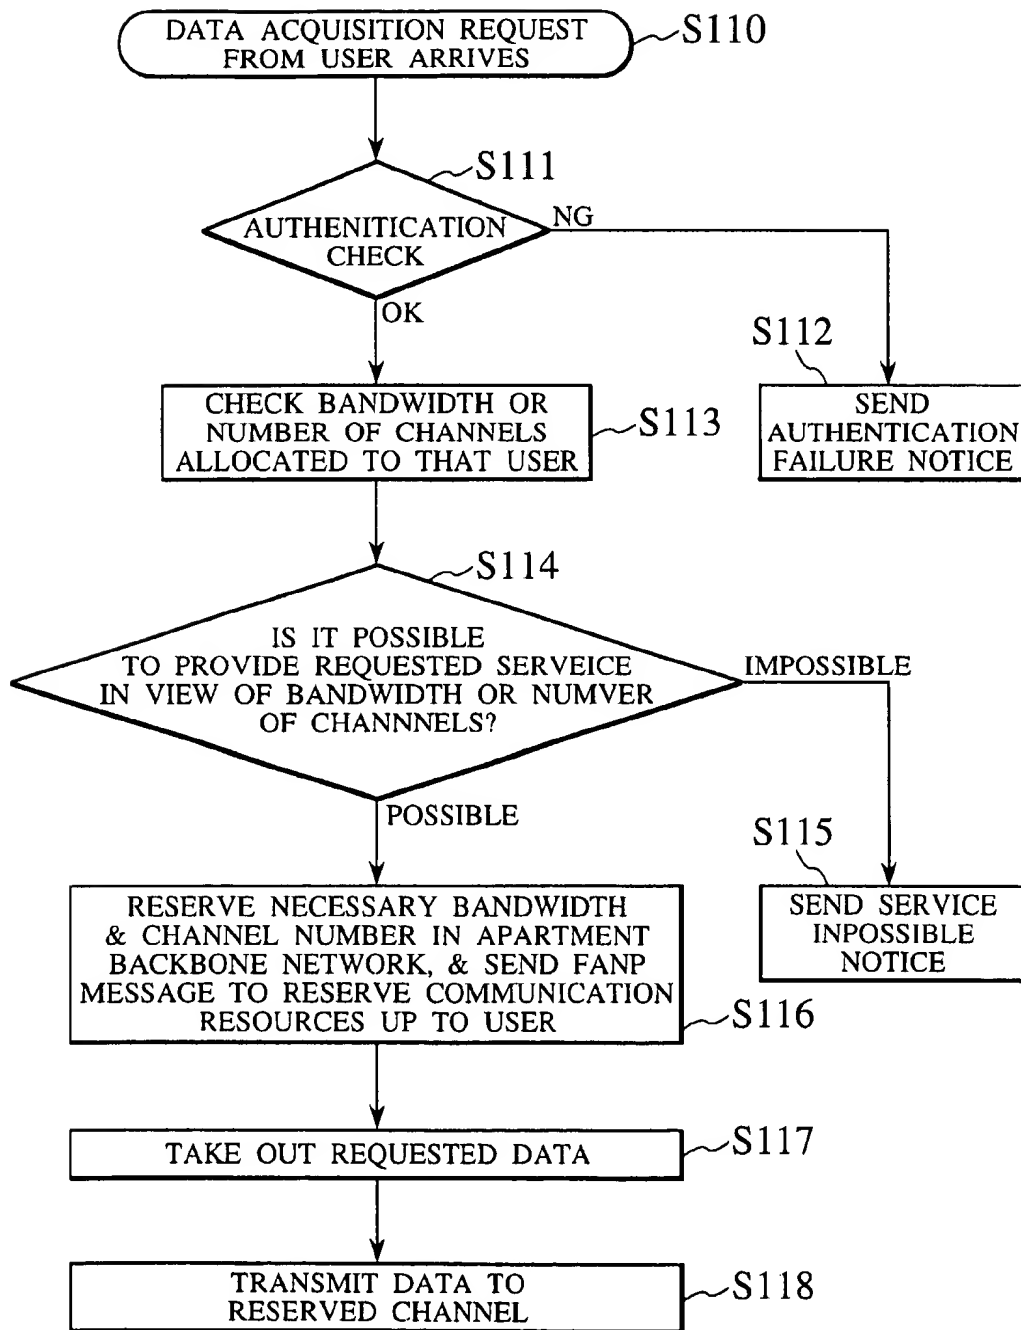 DATA ACQUISITION REQUEST
FROM USER ARRIVES
S110
S111
AUTHENITICATION
CHECK
NG
OK
S112
SEND
AUTHENTICATION
FAILURE NOTICE
CHECK BANDWIDTH OR
NUMBER OF CHANNELS
ALLOCATED TO THAT USER
S113
S114
IS IT POSSIBLE
TO PROVIDE REQUESTED SERVEICE
IN VIEW OF BANDWIDTH OR NUMVER
OF CHANNNELS?
IMPOSSIBLE
POSSIBLE
S115
SEND SERVICE
INPOSSIBLE
NOTICE
RESERVE NECESSARY BANDWIDTH
& CHANNEL NUMBER IN APARTMENT
BACKBONE NETWORK, & SEND FANP
MESSAGE TO RESERVE COMMUNICATION
RESOURCES UP TO USER
S116
TAKE OUT REQUESTED DATA
S117
TRANSMIT DATA TO
RESERVED CHANNEL
S118